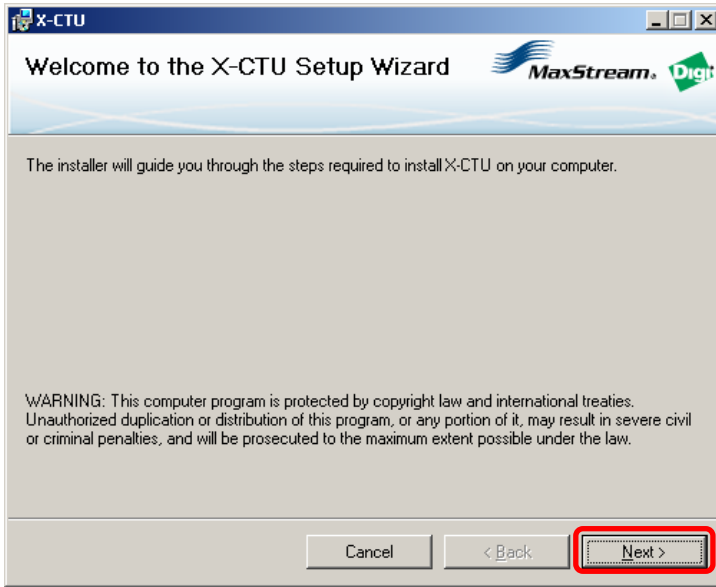 X-CTU
Welcome to the X-CTU Setup Wizard
MaxStream. Digi
The installer will guide you through the steps required to install X-CTU on your computer.
WARNING: This computer program is protected by copyright law and international treaties.
Unauthorized duplication or distribution of this program, or any portion of it, may result in severe civil
or criminal penalties, and will be prosecuted to the maximum extent possible under the law.
Cancel < Back Next >